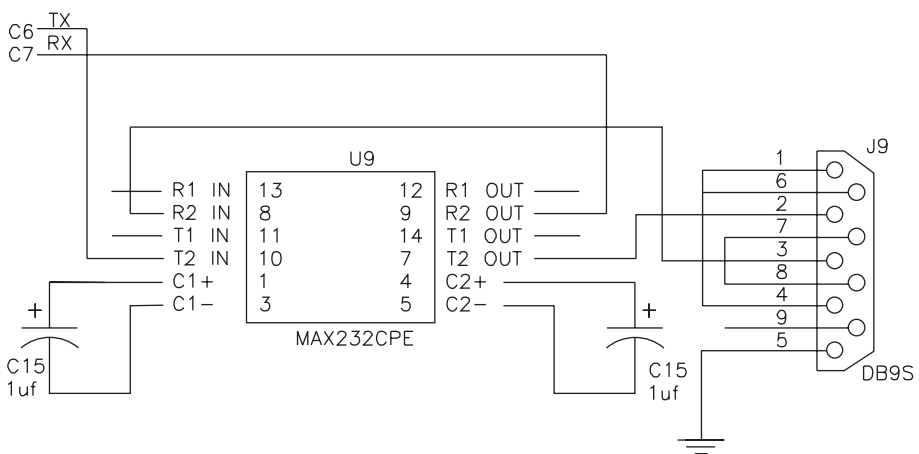 TX
C6
RX
C7
U9
R1 IN 13 12 R1 OUT
R2 IN 8 9 R2 OUT
T1 IN 11 14 T1 OUT
T2 IN 10 7 T2 OUT
C1+ 1 4 C2+
C1- 3 5 C2-
MAX232CPE
+
C15
1uf
+
C15
1uf
J9
1
6
2
7
3
8
4
9
5
DB9S